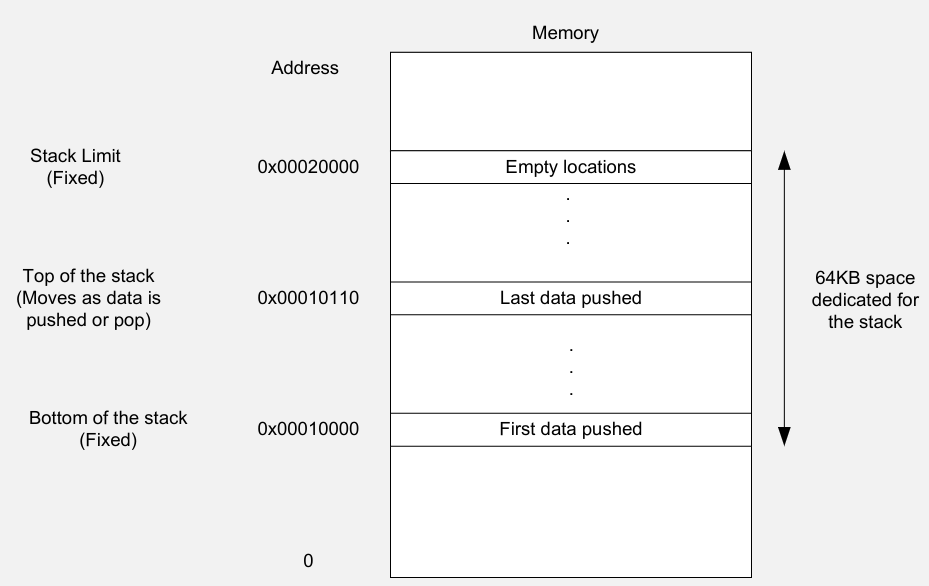 Memory
Address
Stack Limit
(Fixed)
0x00020000
Empty locations
.
.
.
Top of the stack
(Moves as data is
pushed or pop)
0x00010110
Last data pushed
64KB space
dedicated for
the stack
.
.
.
Bottom of the stack
(Fixed)
0x00010000
First data pushed
0